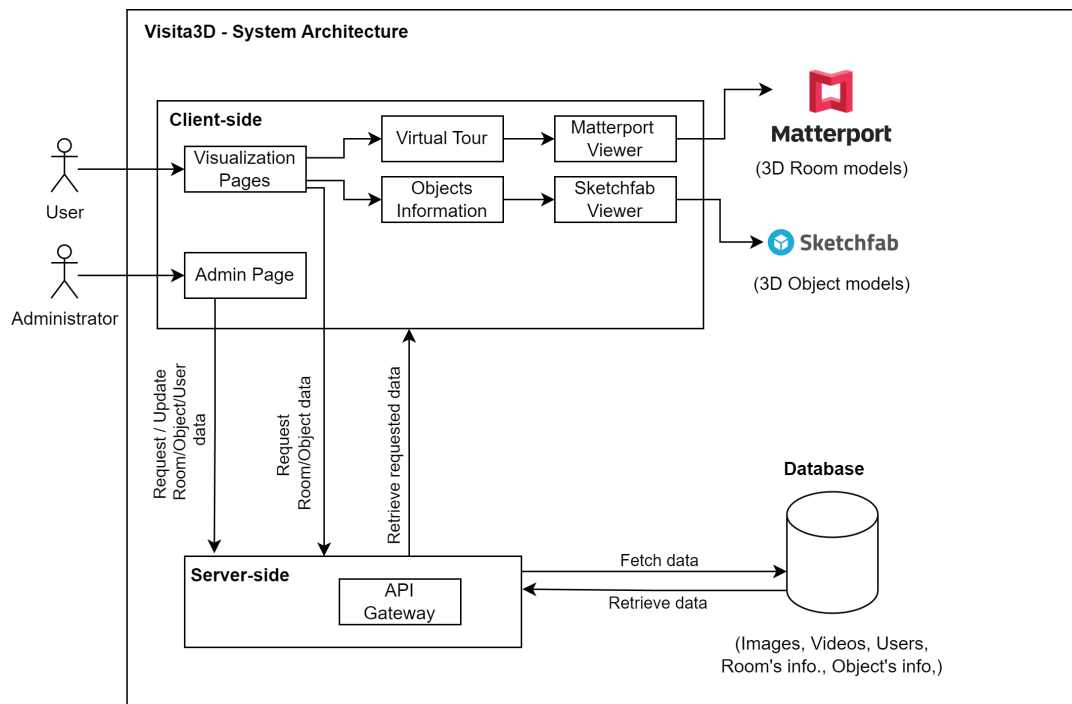 Visita3D - System Architecture
Client-side
Visualization
Pages
Virtual Tour
Matterport
Viewer
Objects
Information
Sketchfab
Viewer
Matterport
(3D Room models)
Sketchfab
(3D Object models)
User
Admin Page
Administrator
Request / Update
Room/Object/User
data
Request
Room/Object data
Retrieve requested data
Server-side
API
Gateway
Fetch data
Retrieve data
Database
(Images, Videos, Users,
Room's info., Object's info,)